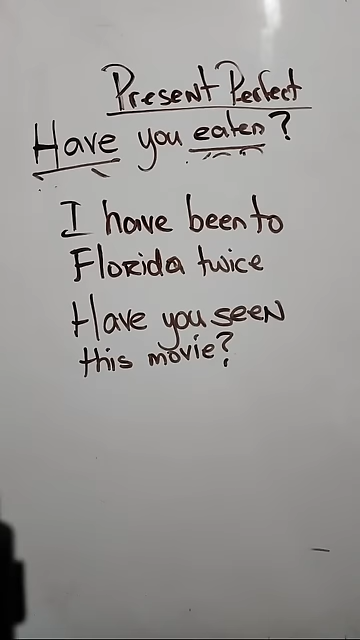 Present Perfect
Have you eaten?
I have been to
Florida twice
Have you seen
this movie?